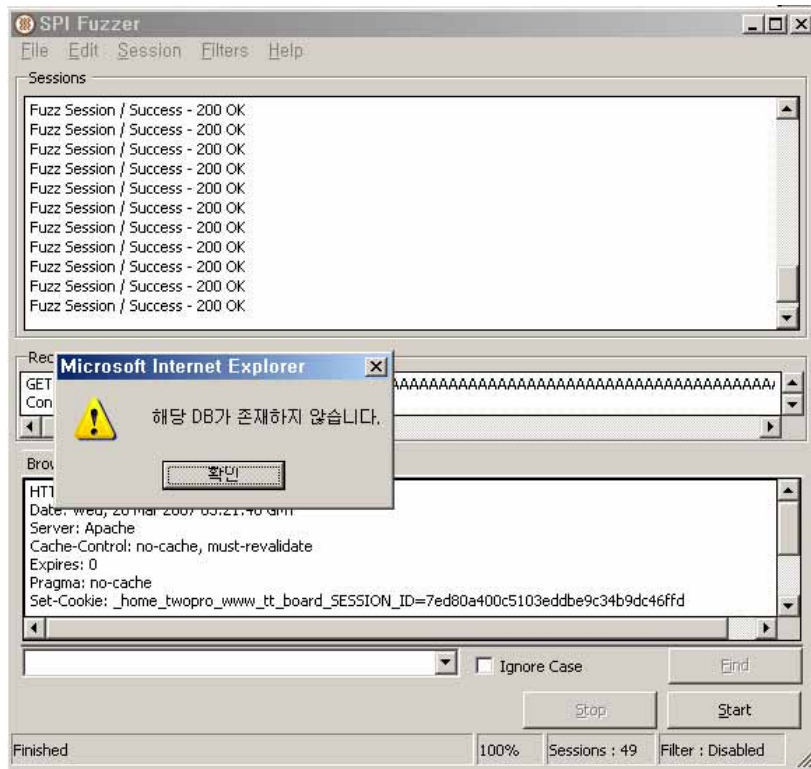 SPI Fuzzer
File Edit Session Filters Help
Sessions
Fuzz Session / Success - 200 OK
Fuzz Session / Success - 200 OK
Fuzz Session / Success - 200 OK
Fuzz Session / Success - 200 OK
Fuzz Session / Success - 200 OK
Fuzz Session / Success - 200 OK
Fuzz Session / Success - 200 OK
Fuzz Session / Success - 200 OK
Fuzz Session / Success - 200 OK
Fuzz Session / Success - 200 OK
Fuzz Session / Success - 200 OK
Microsoft Internet Explorer
GET
Con
해당 DB가 존재하지 않습니다.
확인
Server: Apache
Cache-Control: no-cache, must-revalidate
Expires: 0
Pragma: no-cache
Set-Cookie: _home_twopro_www_tt_board_SESSION_ID=7ed80a400c5103eddbe9c34b9dc46ffd
Ignore Case
Find
Stop
Start
Finished
100%
Sessions : 49
Filter : Disabled